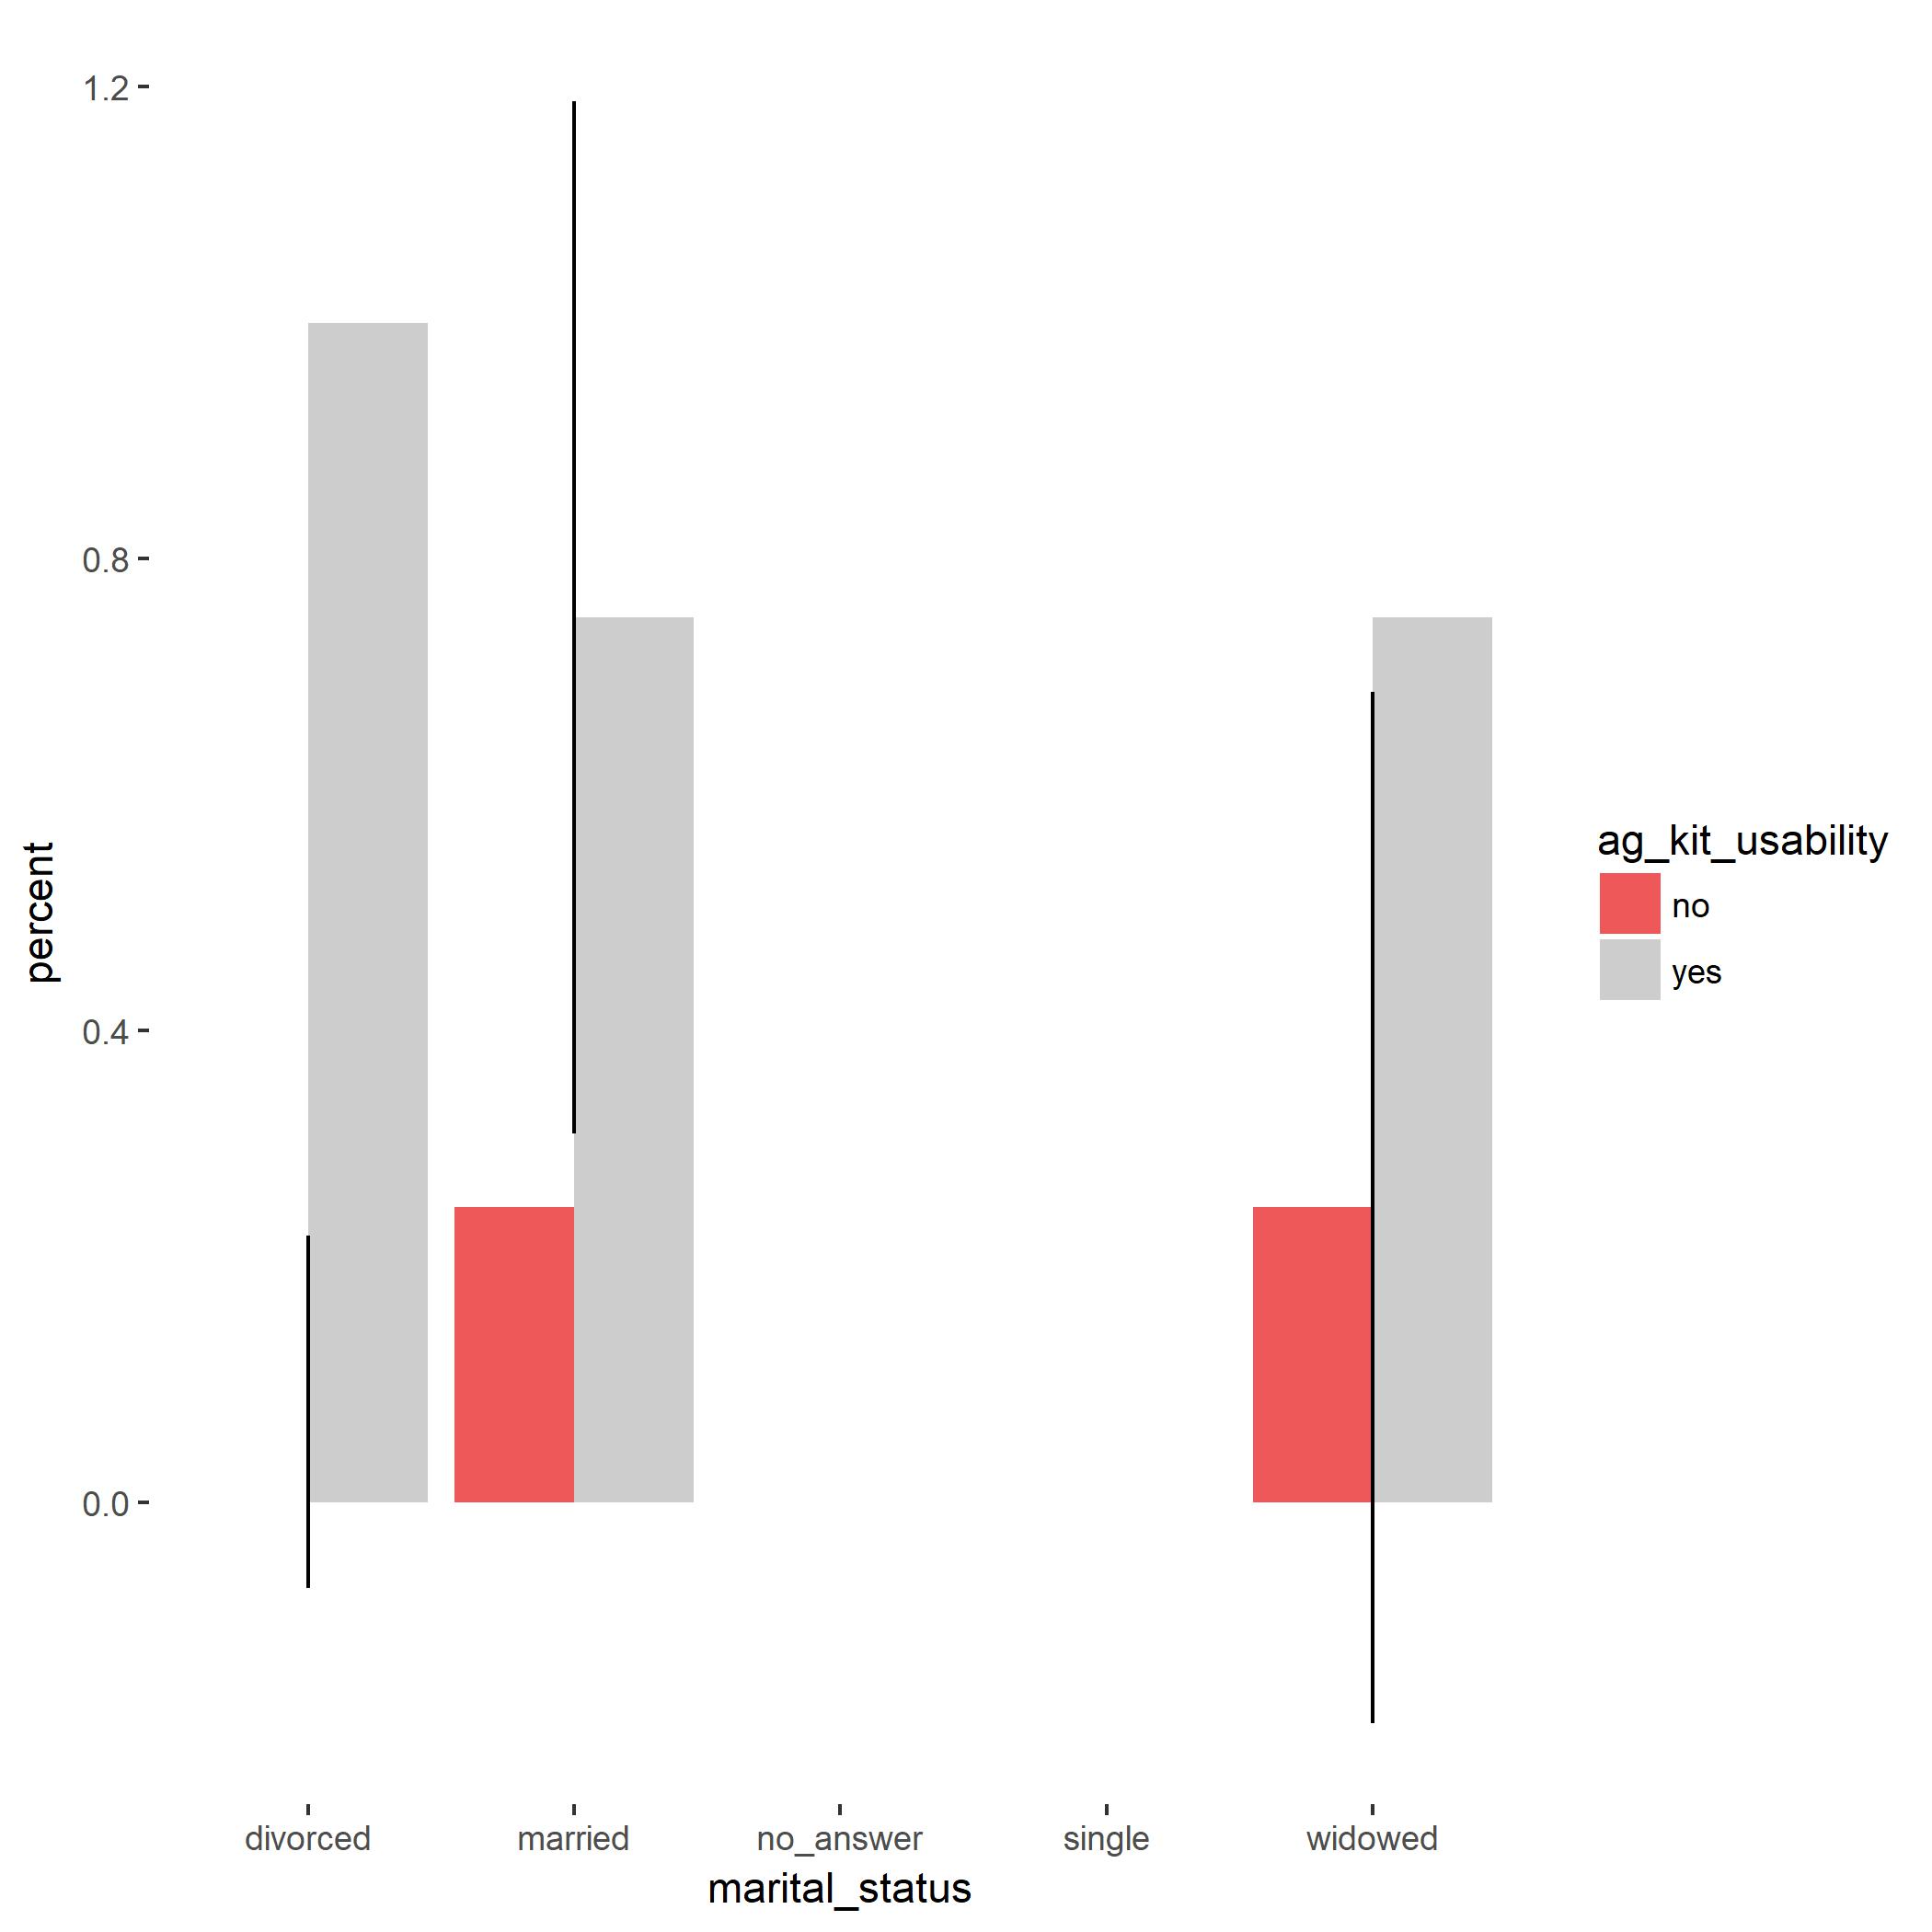 percent
1.2
0.8
0.4
0.0
divorced married no_answer single widowed
marital_status
ag_kit_usability
no
yes